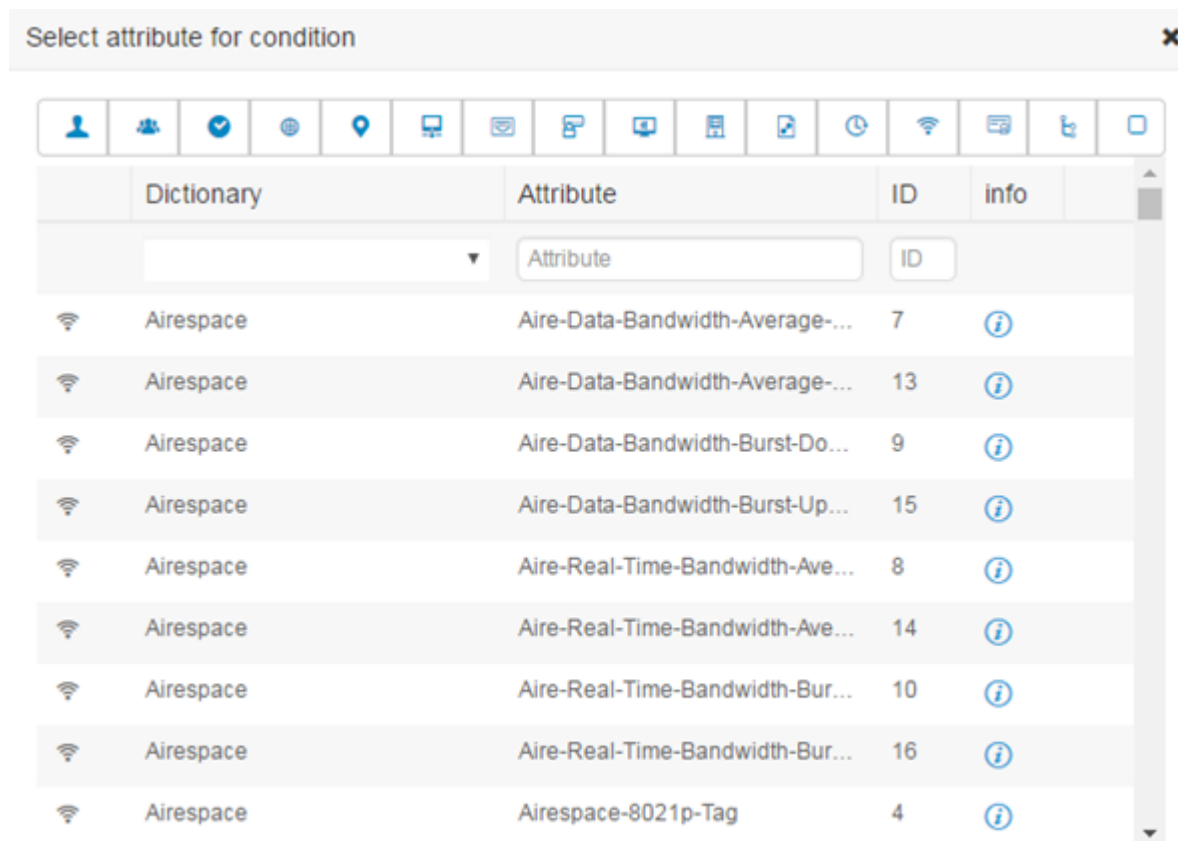 Select attribute for condition
Dictionary Attribute ID info
Attribute ID
Airespace Aire-Data-Bandwidth-Average-... 7
Airespace Aire-Data-Bandwidth-Average-... 13
Airespace Aire-Data-Bandwidth-Burst-Do... 9
Airespace Aire-Data-Bandwidth-Burst-Up... 15
Airespace Aire-Real-Time-Bandwidth-Ave... 8
Airespace Aire-Real-Time-Bandwidth-Ave... 14
Airespace Aire-Real-Time-Bandwidth-Bur... 10
Airespace Aire-Real-Time-Bandwidth-Bur... 16
Airespace Airespace-8021p-Tag 4